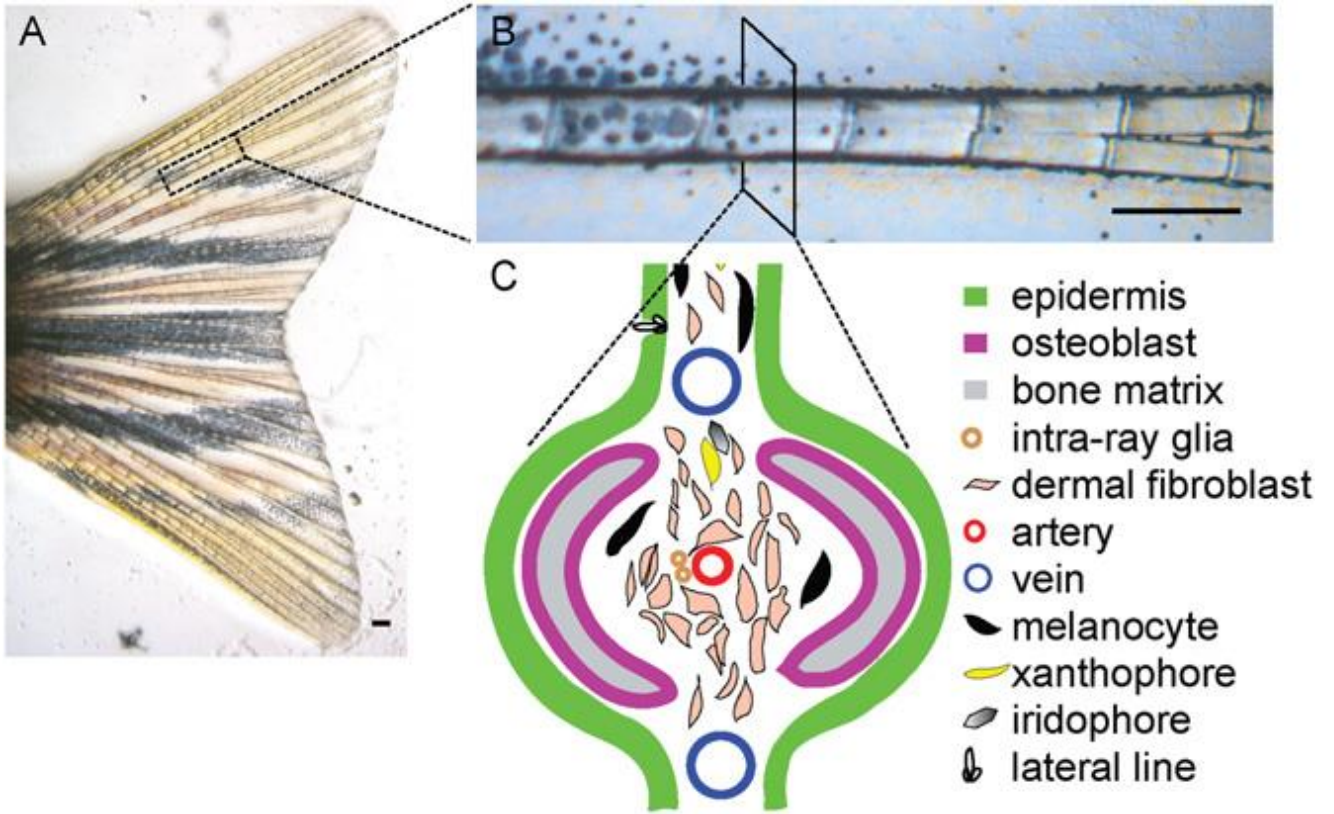 A
B
C
epidermis
osteoblast
bone matrix
intra-ray glia
dermal fibroblast
artery
vein
melanocyte
xanthophore
iridophore
lateral line